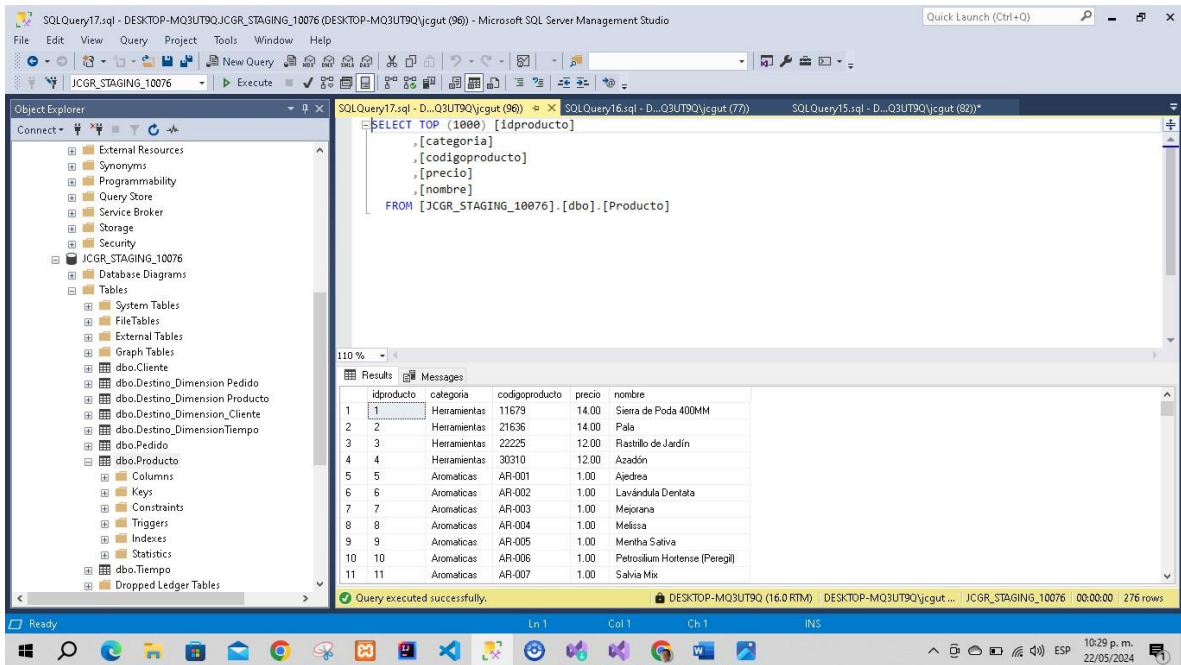 SQLQuery17.sql - DESKTOP-MQ3UT9Q.JCGR_STAGING_10076 (DESKTOP-MQ3UT9Q\jcgut (96)) - Microsoft SQL Server Management Studio
Quick Launch (Ctrl+Q)
File Edit View Query Project Tools Window Help
New Query
JCGR_STAGING_10076 Execute
Object Explorer
Connect
External Resources
Synonyms
Programmability
Query Store
Service Broker
Storage
Security
JCGR_STAGING_10076
Database Diagrams
Tables
System Tables
FileTables
External Tables
Graph Tables
dbo.Cliente
dbo.Destino_Dimension Pedido
dbo.Destino_Dimension Producto
dbo.Destino_Dimension_Cliente
dbo.Destino_DimensionTiempo
dbo.Pedido
dbo.Producto
Columns
Keys
Constraints
Triggers
Indexes
Statistics
dbo.Tiempo
Dropped Ledger Tables
SQLQuery17.sql - D...Q3UT9Q\jcgut (96)) SQLQuery16.sql - D...Q3UT9Q\jcgut (77)) SQLQuery15.sql - D...Q3UT9Q\jcgut (82))*
SELECT TOP (1000) [idproducto]
,[categoria]
,[codigoproducto]
,[precio]
,[nombre]
FROM [JCGR_STAGING_10076].[dbo].[Producto]
110 %
Results Messages
idproducto categoria codigoproducto precio nombre
1 1 Herramientas 11679 14.00 Sierra de Poda 400MM
2 2 Herramientas 21636 14.00 Pala
3 3 Herramientas 22225 12.00 Rastrillo de Jardín
4 4 Herramientas 30310 12.00 Azadón
5 5 Aromaticas AR-001 1.00 Ajedrea
6 6 Aromaticas AR-002 1.00 Lavándula Dentata
7 7 Aromaticas AR-003 1.00 Mejorana
8 8 Aromaticas AR-004 1.00 Melissa
9 9 Aromaticas AR-005 1.00 Mentha Sativa
10 10 Aromaticas AR-006 1.00 Petrosilium Hortense (Peregil)
11 11 Aromaticas AR-007 1.00 Salvia Mix
Query executed successfully. DESKTOP-MQ3UT9Q (16.0 RTM) DESKTOP-MQ3UT9Q\jcgut ... JCGR_STAGING_10076 00:00:00 276 rows
Ready Ln 1 Col 1 Ch 1 INS
ESP
10:29 p. m.
22/05/2024